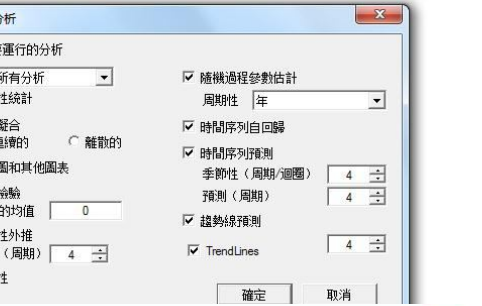 分析
運行的分析
所有分析
性統計
隨機過程參數估計
周期性 年
擬合
離散的
時間序列自回歸
圖和其他圖表
時間序列預測
季節性（周期/迴圈） 4
預測（周期） 4
檢驗
的均值 0
趨勢線預測
性外推
（周期） 4
TrendLines 4
性
確定 取消